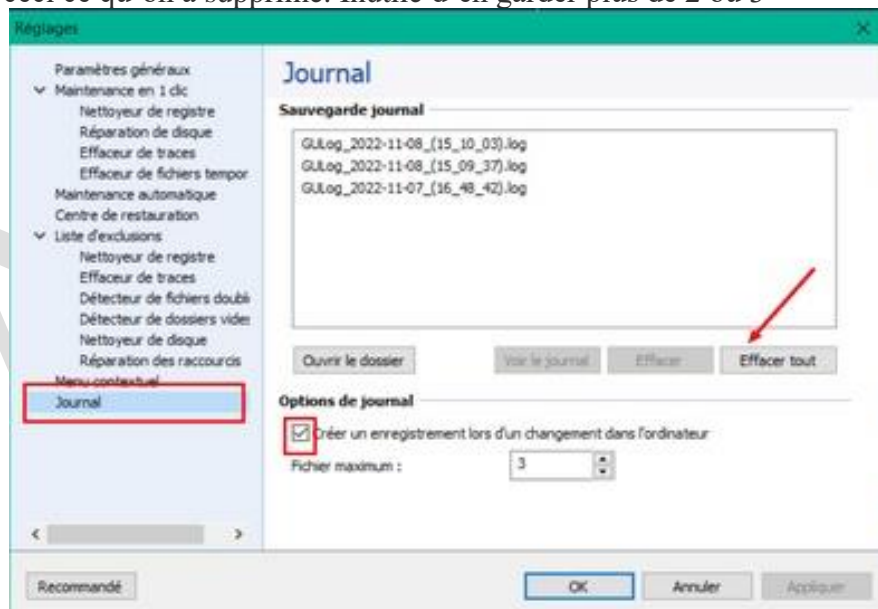 qu'on a supprimé. Inutile d'en garder plus de 2 ou 3
Réglages
Paramètres généraux
Maintenance en 1 clic
Nettoyeur de registre
Réparation de disque
Effaceur de traces
Effaceur de fichiers tempor
Maintenance automatique
Centre de restauration
Liste d'exclusions
Nettoyeur de registre
Effaceur de traces
Détecteur de fichiers doubl
Détecteur de dossiers vides
Nettoyeur de disque
Réparation des raccourcis
Menu contextuel
Journal
Journal
Sauvegarde journal
GULog_2022-11-08_(15_10_03).log
GULog_2022-11-08_(15_09_37).log
GULog_2022-11-07_(16_48_42).log
Ouvrir le dossier
Voir le journal
Effacer
Effacer tout
Options de journal
Créer un enregistrement lors d'un changement dans l'ordinateur
Fichier maximum :
3
Recommandé
OK
Annuler
Appliquer